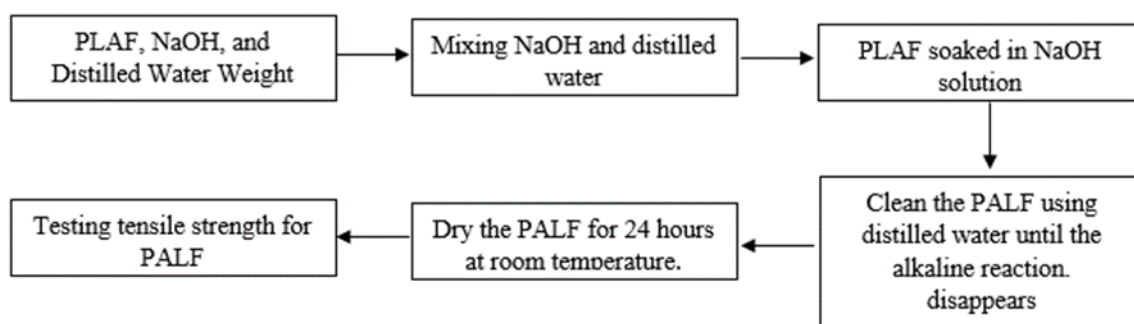 PLAF, NaOH, and
Distilled Water Weight
Mixing NaOH and distilled
water
PLAF soaked in NaOH
solution
Clean the PALF using
distilled water until the
alkaline reaction.
disappears
Dry the PALF for 24 hours
at room temperature.
Testing tensile strength for
PALF